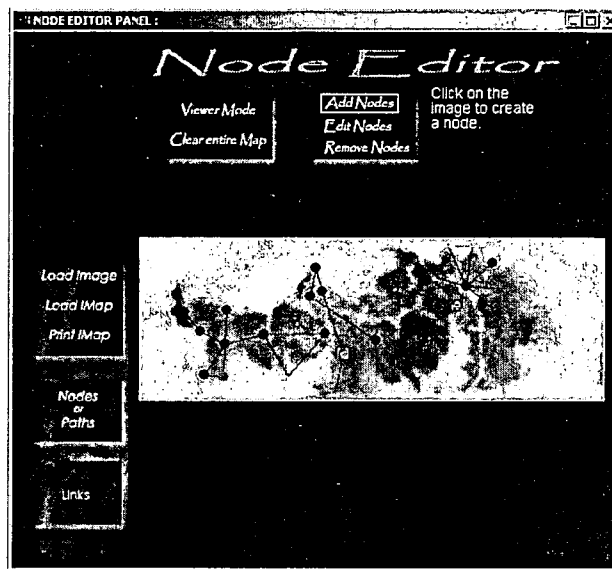 NODE EDITOR PANEL :
Node Editor
Viewer Mode
Clear entire Map
Add Nodes
Edit Nodes
Remove Nodes
Click on the
image to create
a node.
Load Image
Load IMap
Print IMap
Nodes
or
Paths
Links